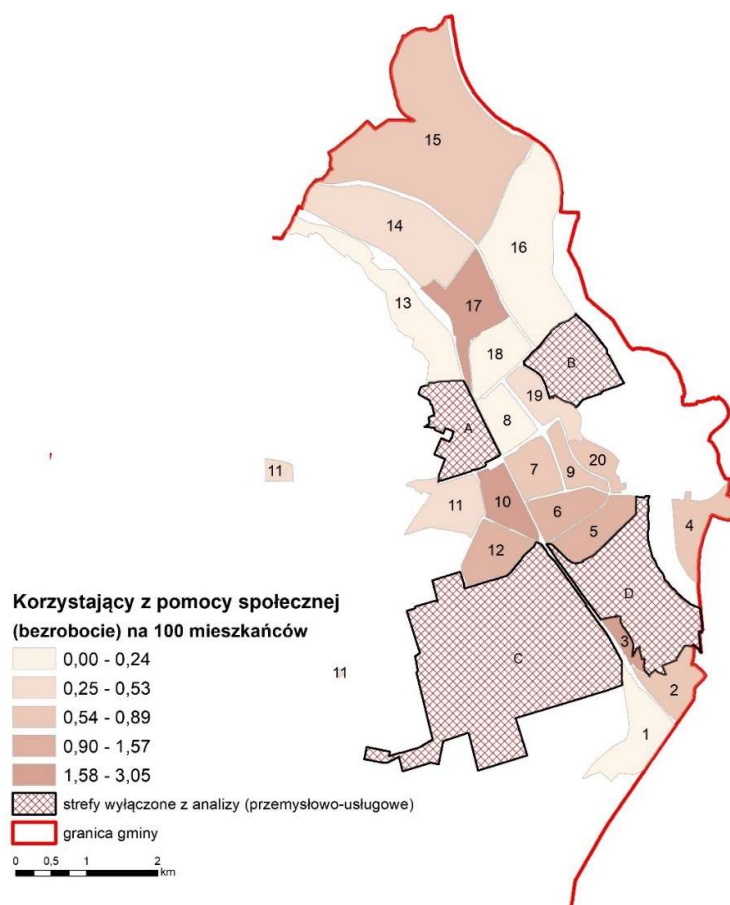 15
14
16
13
17
18
B
19
A
8
7
9
20
11
11
10
6
5
4
12
D
Korzystający z pomocy społecznej
(bezrobocie) na 100 mieszkańców
0,00 - 0,24
0,25 - 0,53
0,54 - 0,89
0,90 - 1,57
1,58 - 3,05
strefy wyłączone z analizy (przemysłowo-usługowe)
granica gminy
0 0,5 1 2
km
3
C
11
2
1